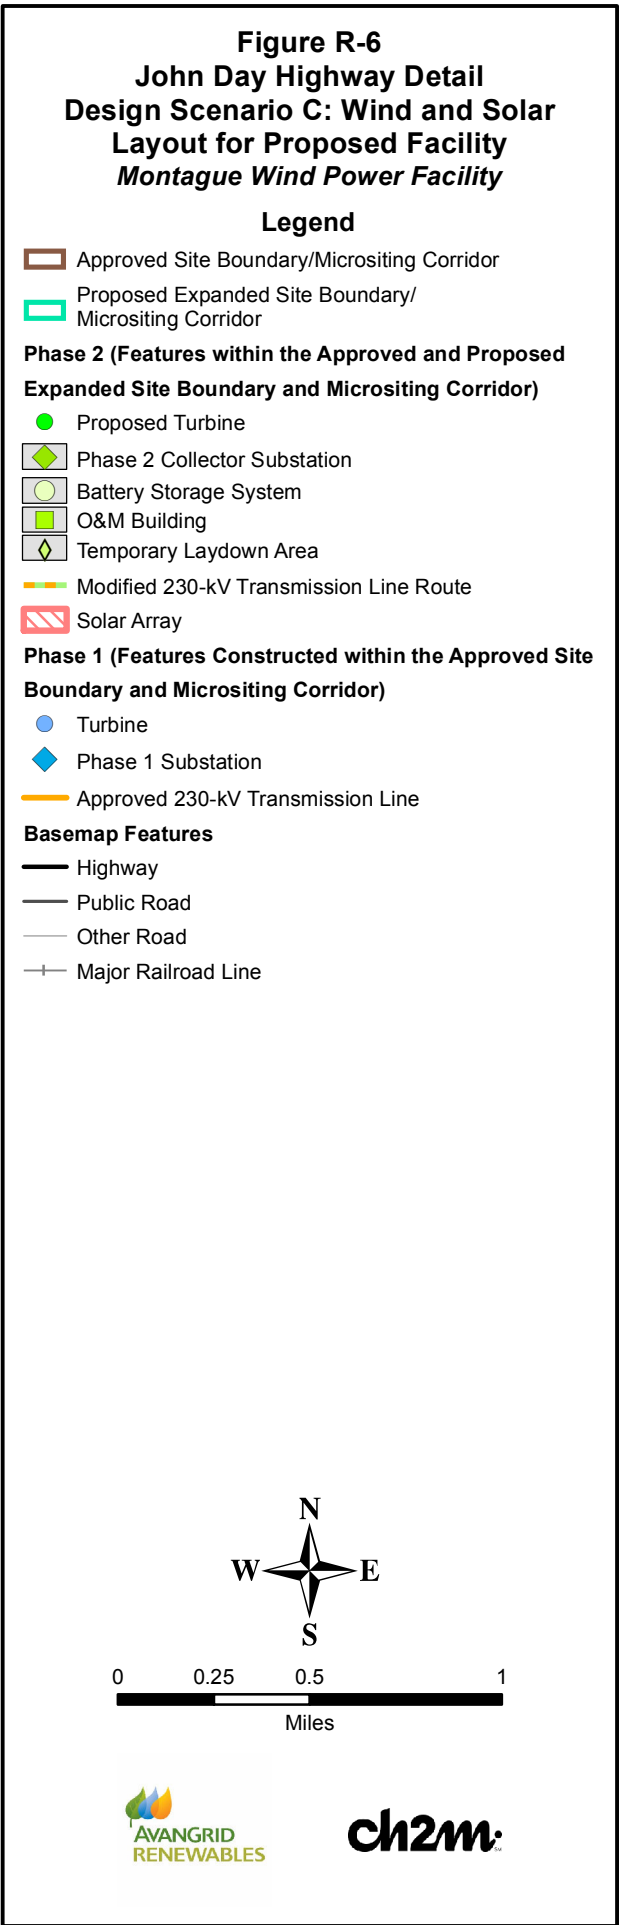 Figure R-6
John Day Highway Detail
Design Scenario C: Wind and Solar
Layout for Proposed Facility
Montague Wind Power Facility
Legend
Approved Site Boundary/Micrositing Corridor
Proposed Expanded Site Boundary/
Micrositing Corridor
Phase 2 (Features within the Approved and Proposed
Expanded Site Boundary and Micrositing Corridor)
Proposed Turbine
Phase 2 Collector Substation
Battery Storage System
O&M Building
Temporary Laydown Area
Modified 230-kV Transmission Line Route
Solar Array
Phase 1 (Features Constructed within the Approved Site
Boundary and Micrositing Corridor)
Turbine
Phase 1 Substation
Approved 230-kV Transmission Line
Basemap Features
Highway
Public Road
Other Road
Major Railroad Line
N
W E
S
0 0.25 0.5 1
Miles
AVANGRID
RENEWABLES
ch2m
SM